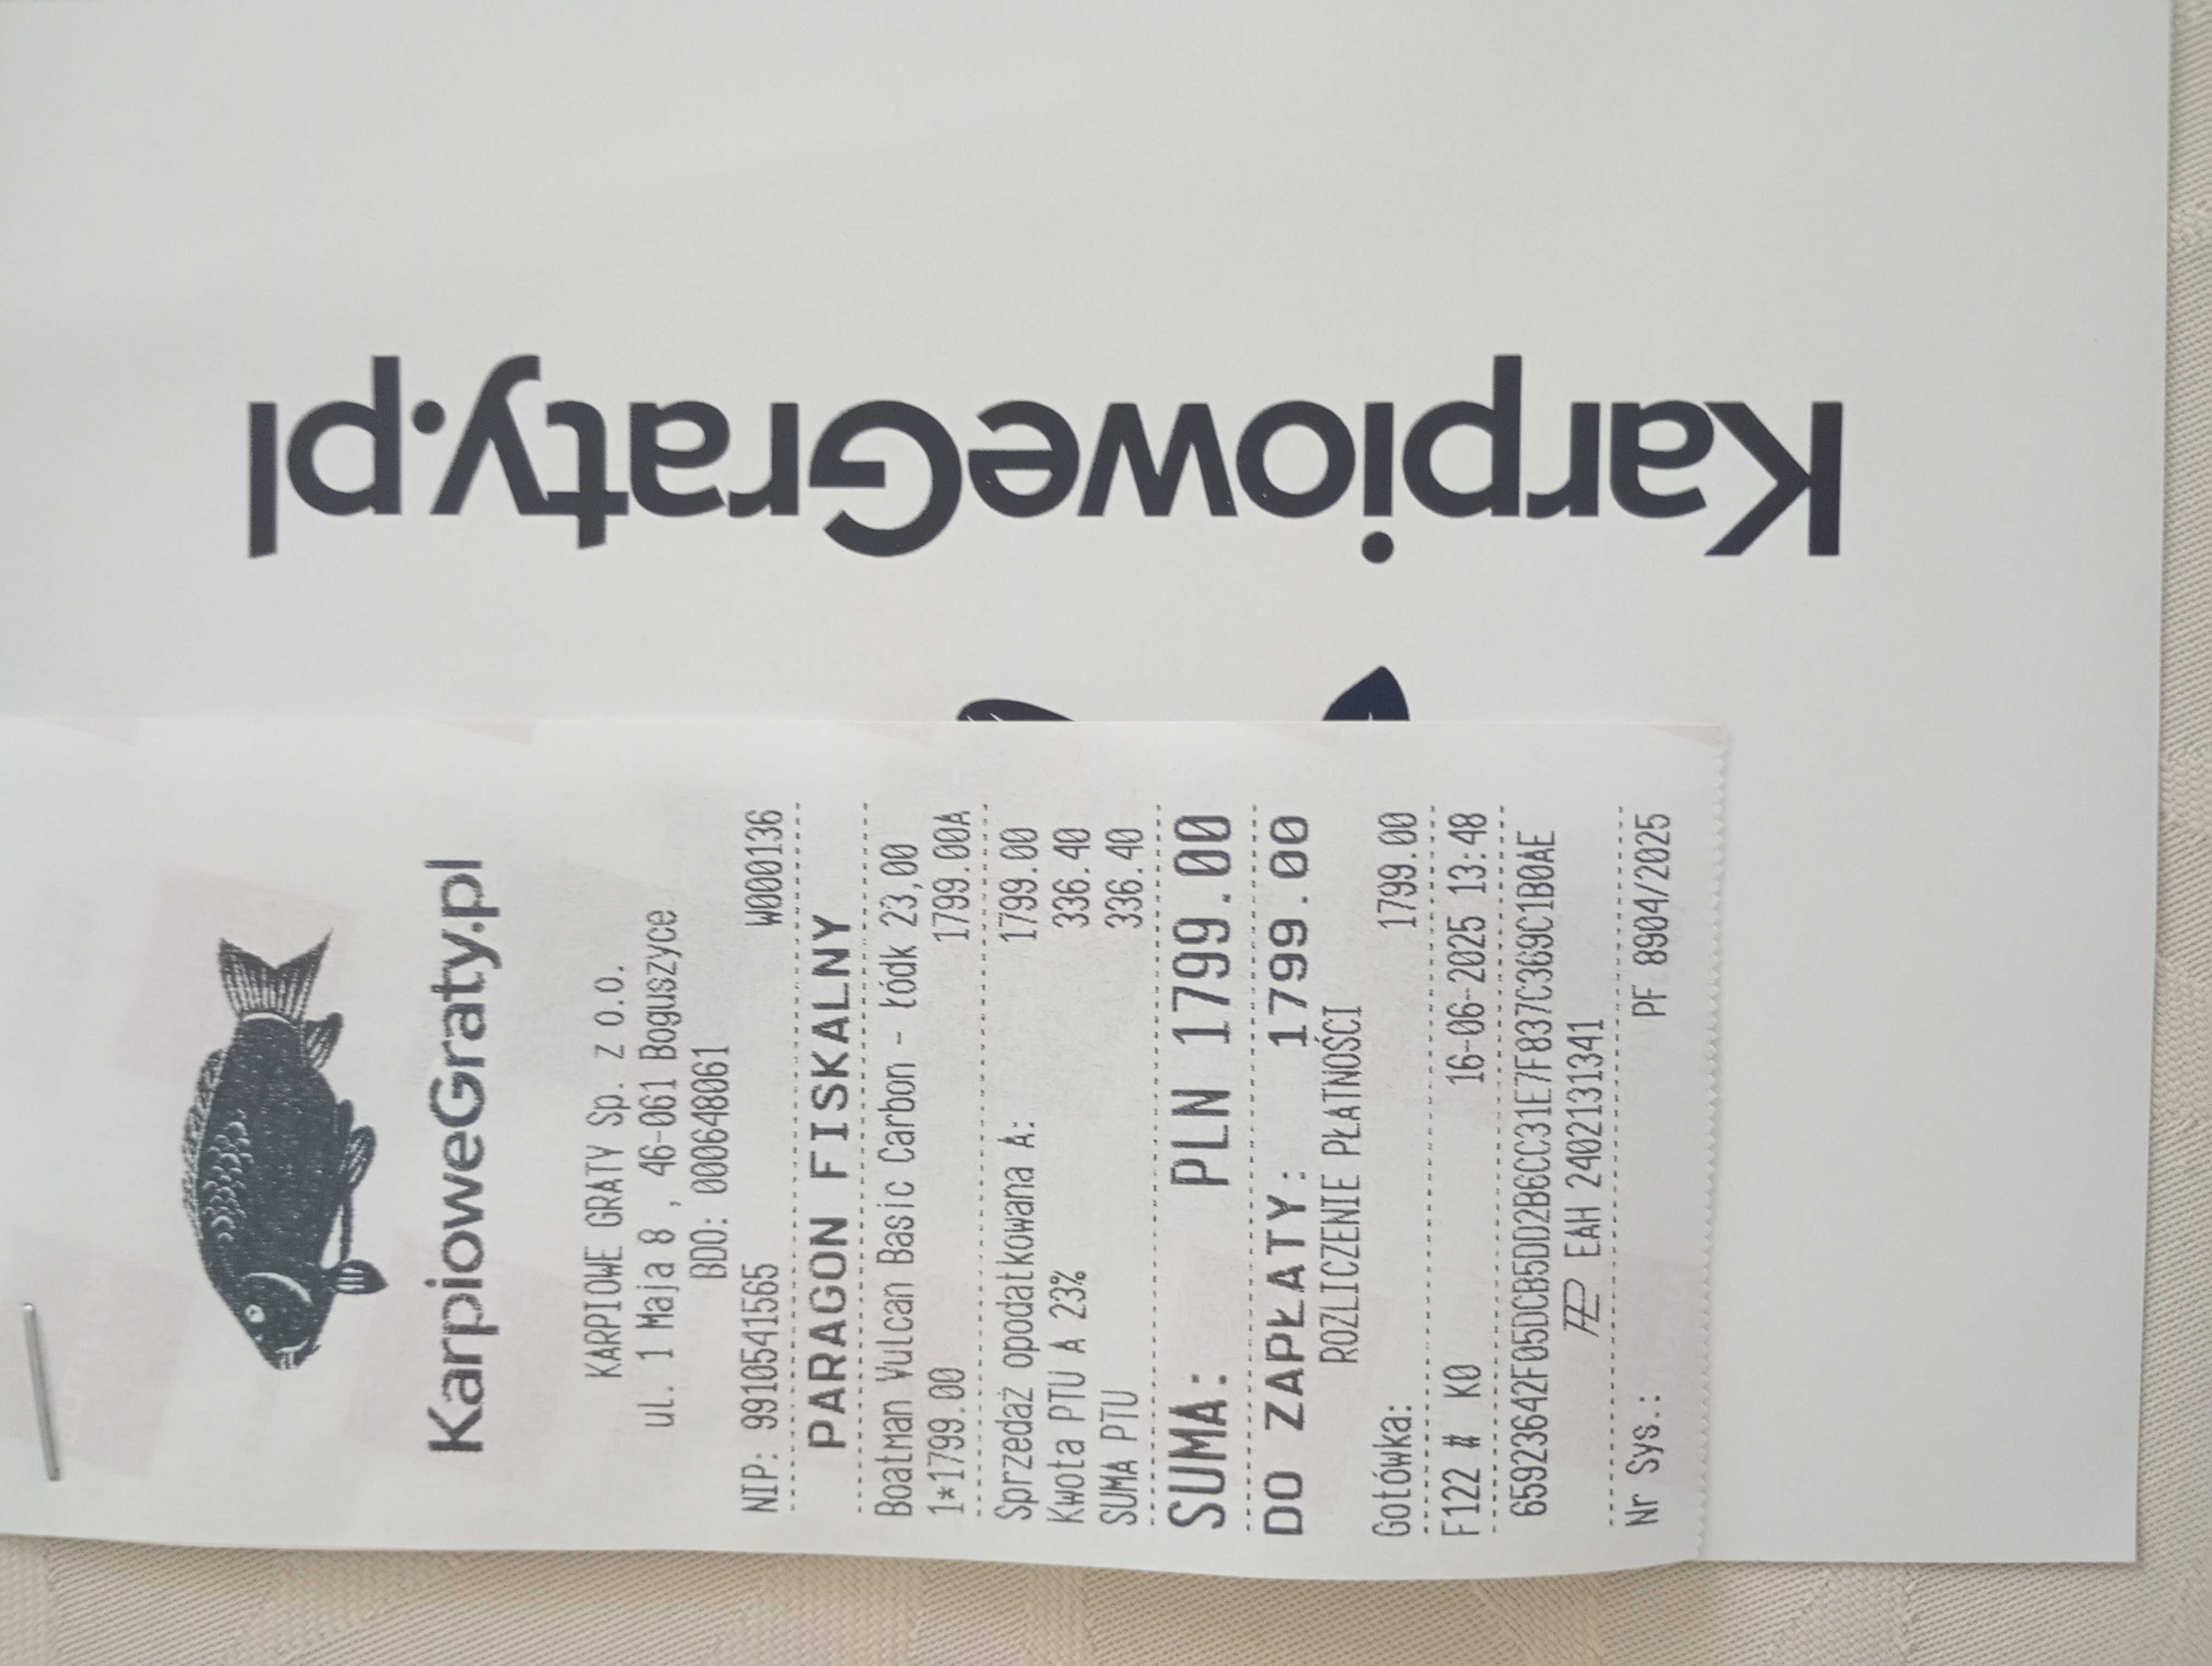 KarpioweGraty.pl
KarpioweGraty.pl
KARPIOWE GRATY Sp. z o.o.
ul. 1 Maja 8 , 46-061 Boguszyce
BDO: 000648061
NIP: 9910541565 W000136
PARAGON FISKALNY
Boatman Vulcan Basic Carbon - Łódk 23,00
1*1799.00 1799.00A
Sprzedaż opodatkowana A: 1799.00
Kwota PTU A 23% 336.40
SUMA PTU 336.40
SUMA: PLN 1799.00
DO ZAPŁATY: 1799.00
ROZLICZENIE PŁATNOŚCI
Gotówka: 1799.00
F122 # K0 16-06-2025 13:48
65923642F05DCB5DD2B6CC31E7F837C369C1B0AE
EAH 2402131341
Nr Sys.: PF 8904/2025